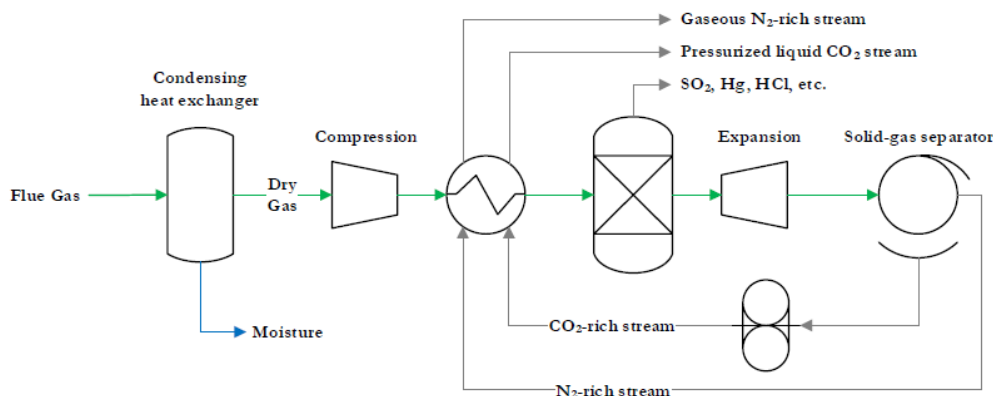 Gaseous N₂-rich stream
Pressurized liquid CO₂ stream
SO₂, Hg, HCl, etc.
Condensing
heat exchanger
Compression
Expansion
Solid-gas separator
Flue Gas
Dry
Gas
Moisture
CO₂-rich stream
N₂-rich stream